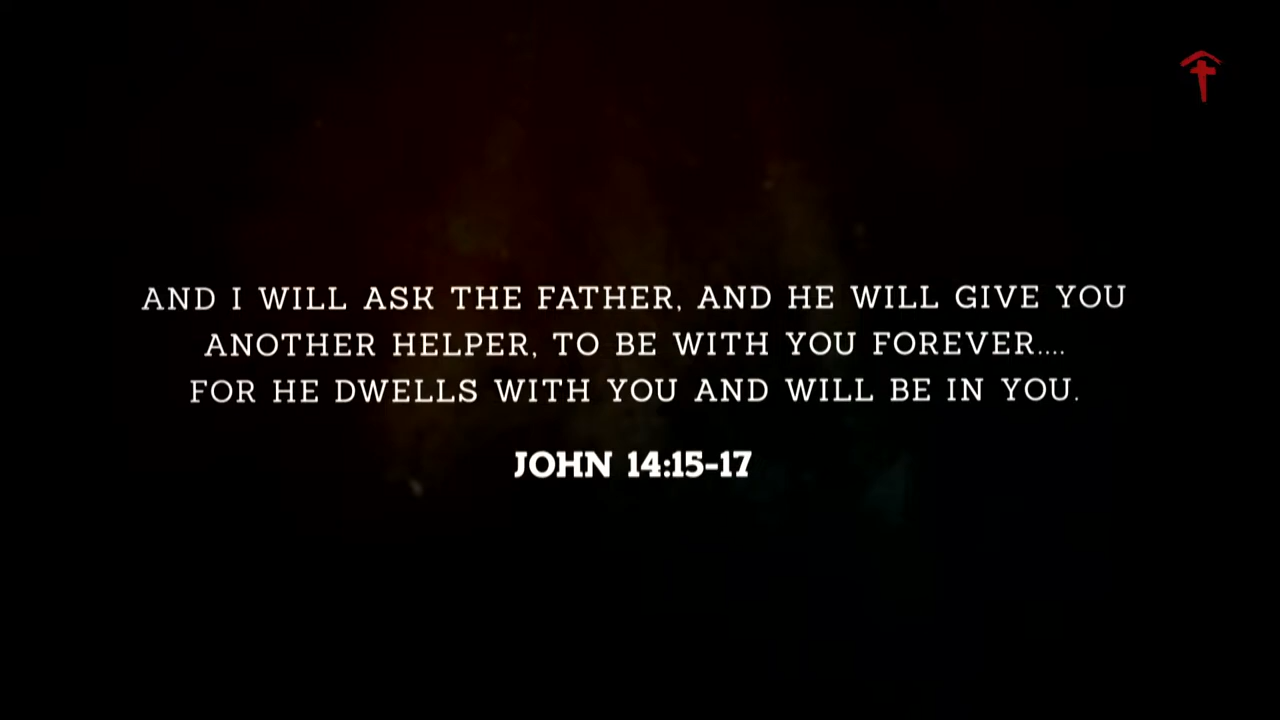 AND I WILL ASK THE FATHER, AND HE WILL GIVE YOU
ANOTHER HELPER, TO BE WITH YOU FOREVER....
FOR HE DWELLS WITH YOU AND WILL BE IN YOU.
JOHN 14:15-17